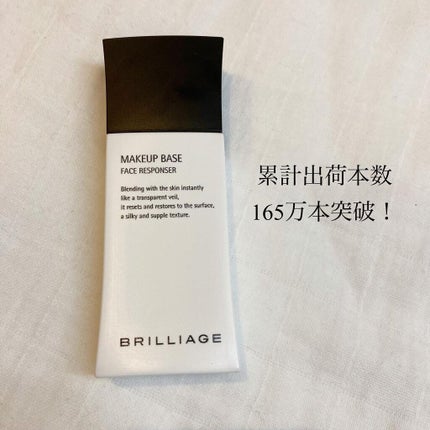 MAKEUP BASE
FACE RESPONSER
Blending with the skin instantly
like a transparent veil,
it resets and restores to the surface,
a silky and supple texture.
BRILLIAGE
累計出荷本数
165万本突破！